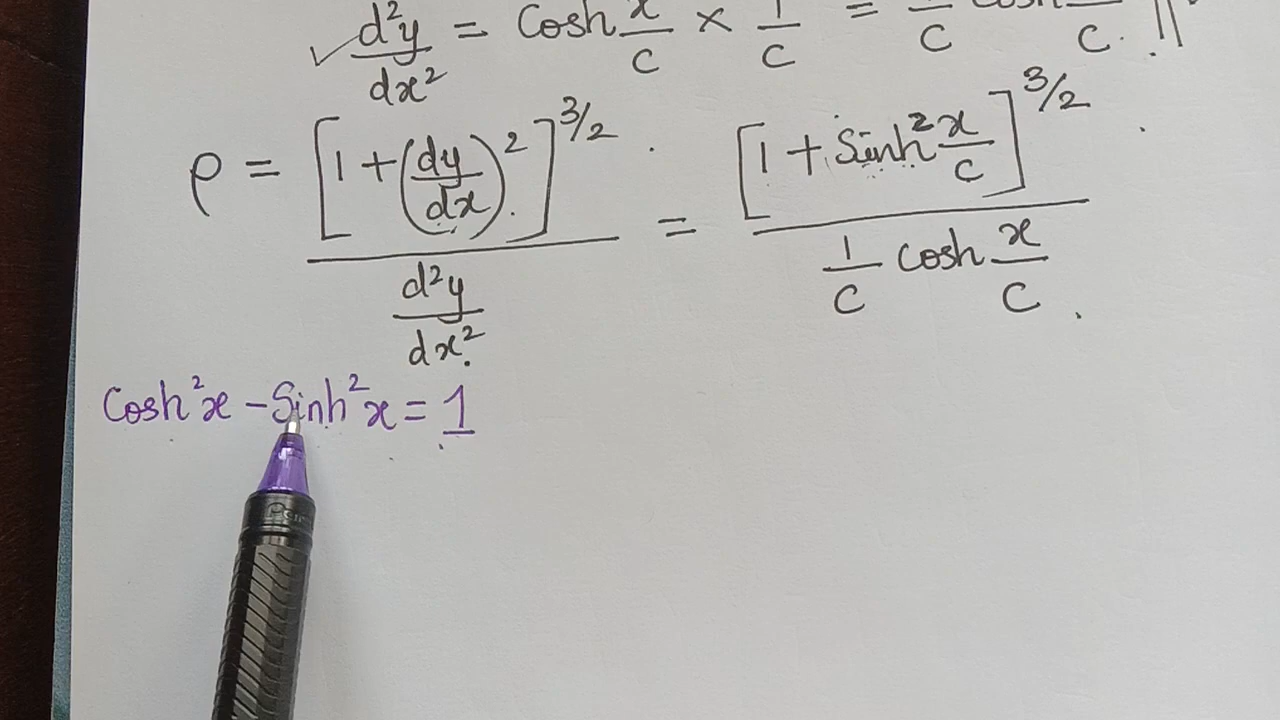 d²y/dx² = Cosh x/c × 1/c = 1/c cosh x/c. ||
ρ = [1 + (dy/dx)²]^3/2 / d²y/dx² = [1 + Sinh² x/c]^3/2 / 1/c cosh x/c
Cosh²x - Sinh²x = 1